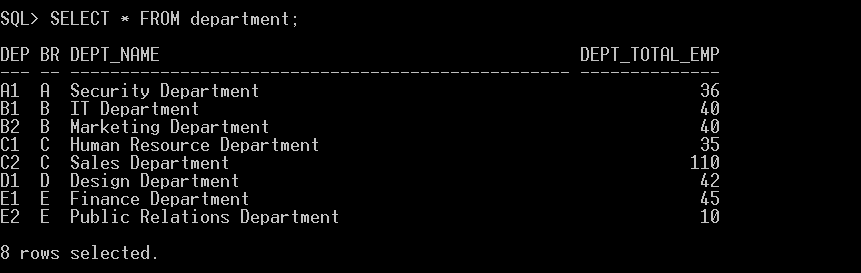 SQL> SELECT * FROM department;
DEP BR DEPT_NAME                                          DEPT_TOTAL_EMP
--- -- -------------------------------------------------- --------------
A1  A  Security Department                                            36
B1  B  IT Department                                                  40
B2  B  Marketing Department                                           40
C1  C  Human Resource Department                                      35
C2  C  Sales Department                                              110
D1  D  Design Department                                              42
E1  E  Finance Department                                             45
E2  E  Public Relations Department                                    10
8 rows selected.